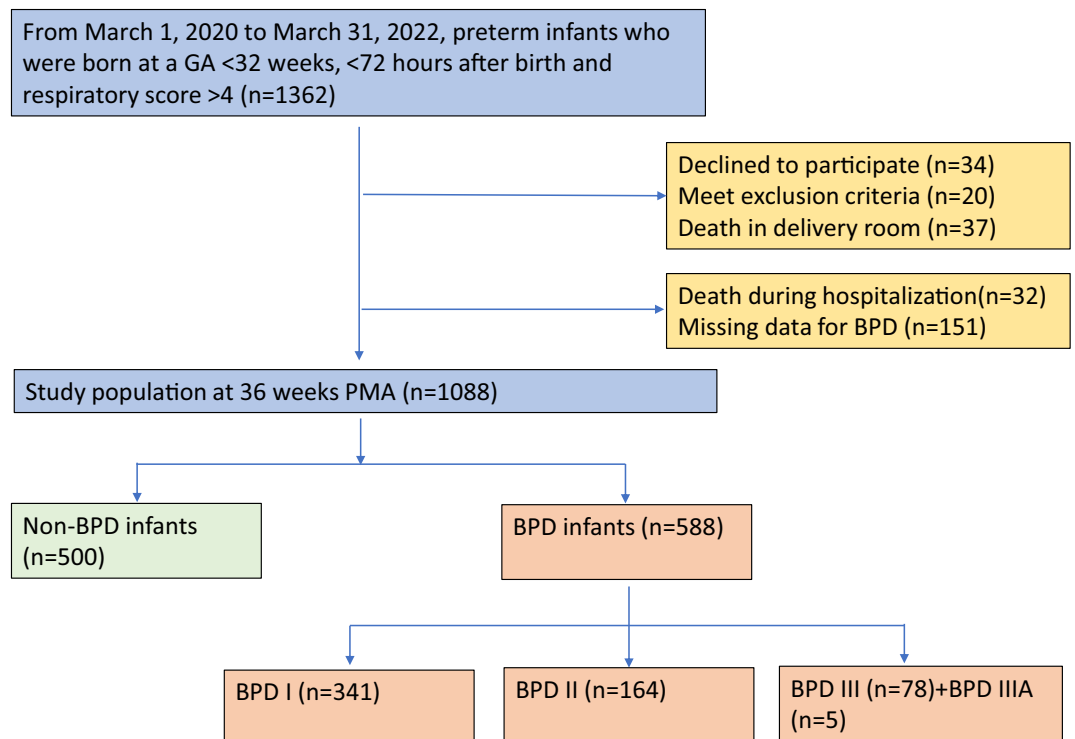 From March 1, 2020 to March 31, 2022, preterm infants who
were born at a GA <32 weeks, <72 hours after birth and
respiratory score >4 (n=1362)
Declined to participate (n=34)
Meet exclusion criteria (n=20)
Death in delivery room (n=37)
Death during hospitalization(n=32)
Missing data for BPD (n=151)
Study population at 36 weeks PMA (n=1088)
Non-BPD infants
(n=500)
BPD infants (n=588)
BPD I (n=341)
BPD II (n=164)
BPD III (n=78)+BPD IIIA
(n=5)